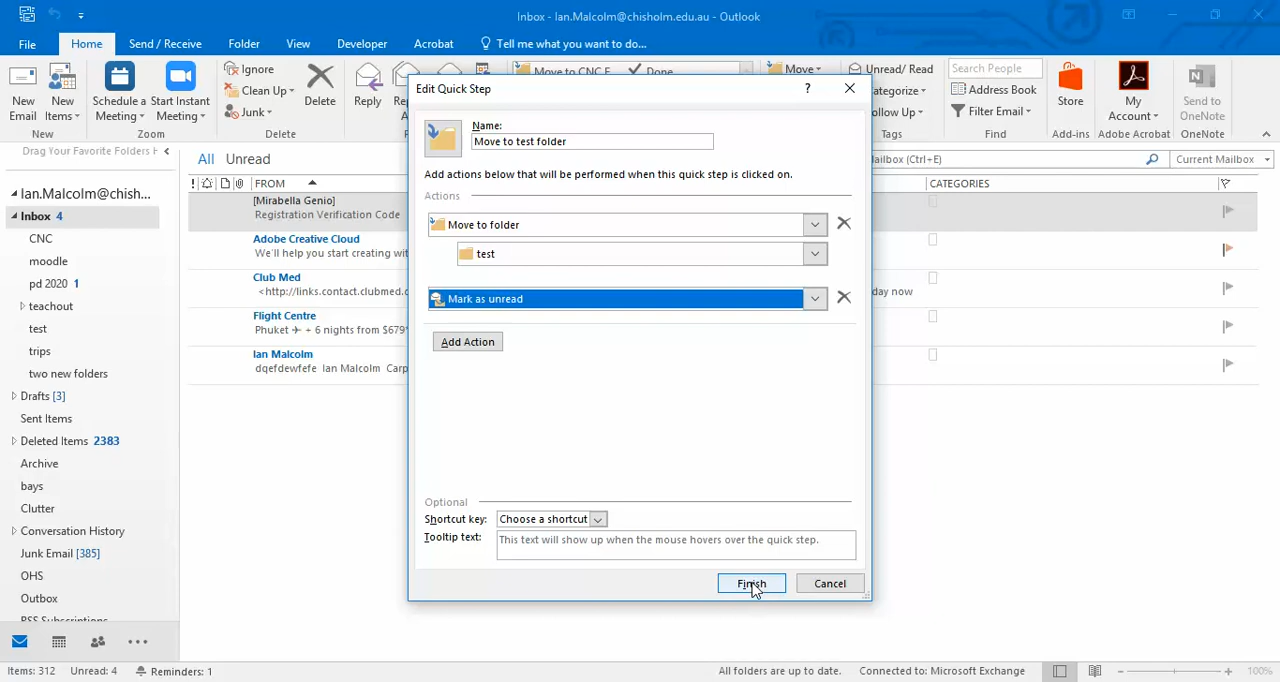 Inbox - Ian.Malcolm@chisholm.edu.au - Outlook
File Home Send / Receive Folder View Developer Acrobat Tell me what you want to do...
New Email
New Items
New
Schedule a Meeting
Start Instant Meeting
Zoom
Ignore
Clean Up
Junk
Delete
Delete
Reply
Move to CNC F
Done
Move
Unread/ Read
ategorize
ollow Up
Tags
Search People
Address Book
Filter Email
Find
Store
Add-ins
My Account
Adobe Acrobat
Send to OneNote
OneNote
Drag Your Favorite Folders H
All Unread
ailbox (Ctrl+E)
Current Mailbox
FROM
CATEGORIES
Ian.Malcolm@chish...
Inbox 4
CNC
moodle
pd 2020 1
teachout
test
trips
two new folders
Drafts [3]
Sent Items
Deleted Items 2383
Archive
bays
Clutter
Conversation History
Junk Email [385]
OHS
Outbox
RSS Subscriptions
[Mirabella Genio]
Registration Verification Code
Adobe Creative Cloud
We'll help you start creating wit
Club Med
<http://links.contact.clubmed.c
day now
Flight Centre
Phuket ✈ + 6 nights from $679*
Ian Malcolm
dqefdewfefe Ian Malcolm Carp
Edit Quick Step
?
Name:
Move to test folder
Add actions below that will be performed when this quick step is clicked on.
Actions
Move to folder
test
Mark as unread
Add Action
Optional
Shortcut key: Choose a shortcut
Tooltip text: This text will show up when the mouse hovers over the quick step.
Finish Cancel
Items: 312 Unread: 4 Reminders: 1 All folders are up to date. Connected to: Microsoft Exchange 100%